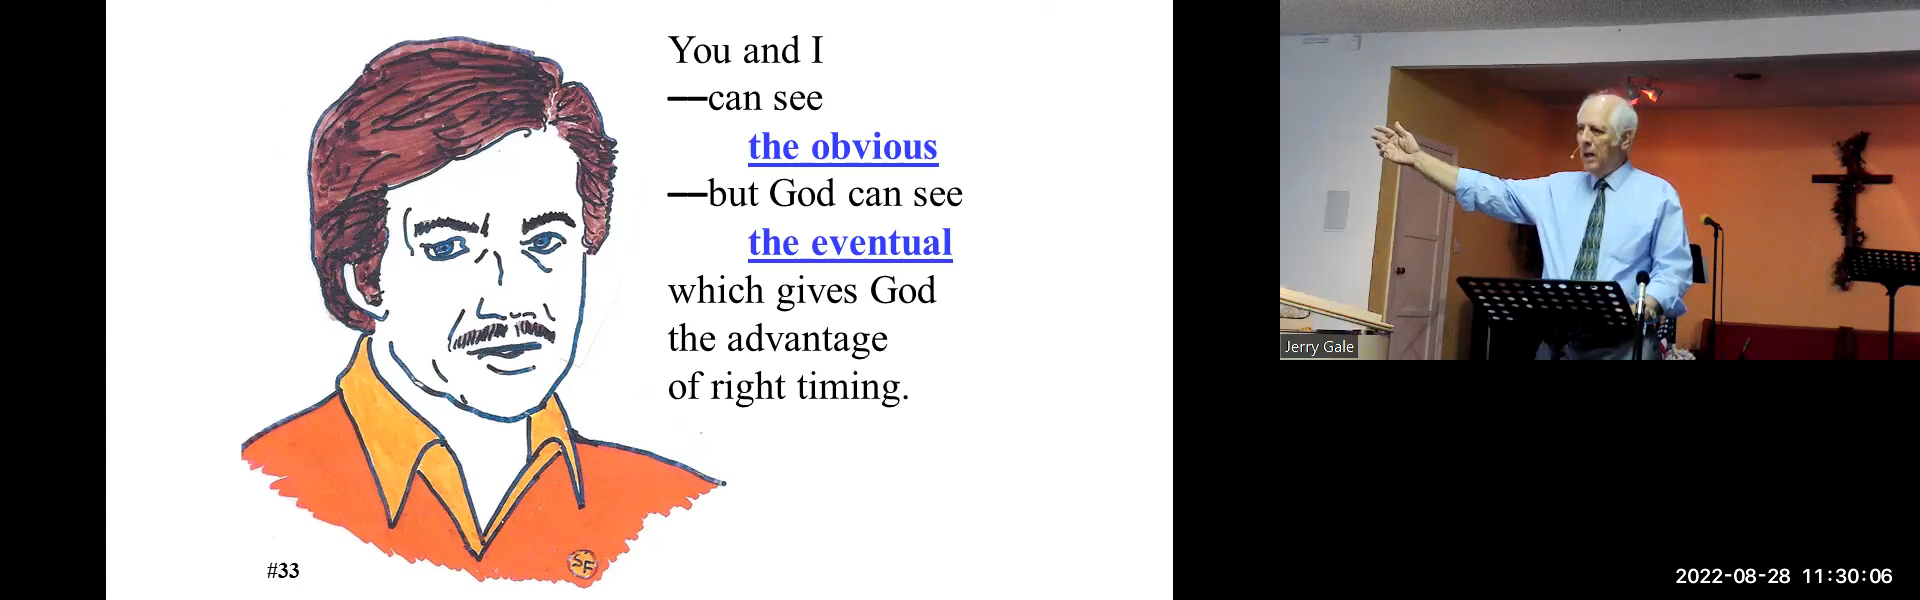 You and I
—can see
the obvious
—but God can see
the eventual
which gives God
the advantage
of right timing.
SF
#33
Jerry Gale
2022-08-28 11:30:06